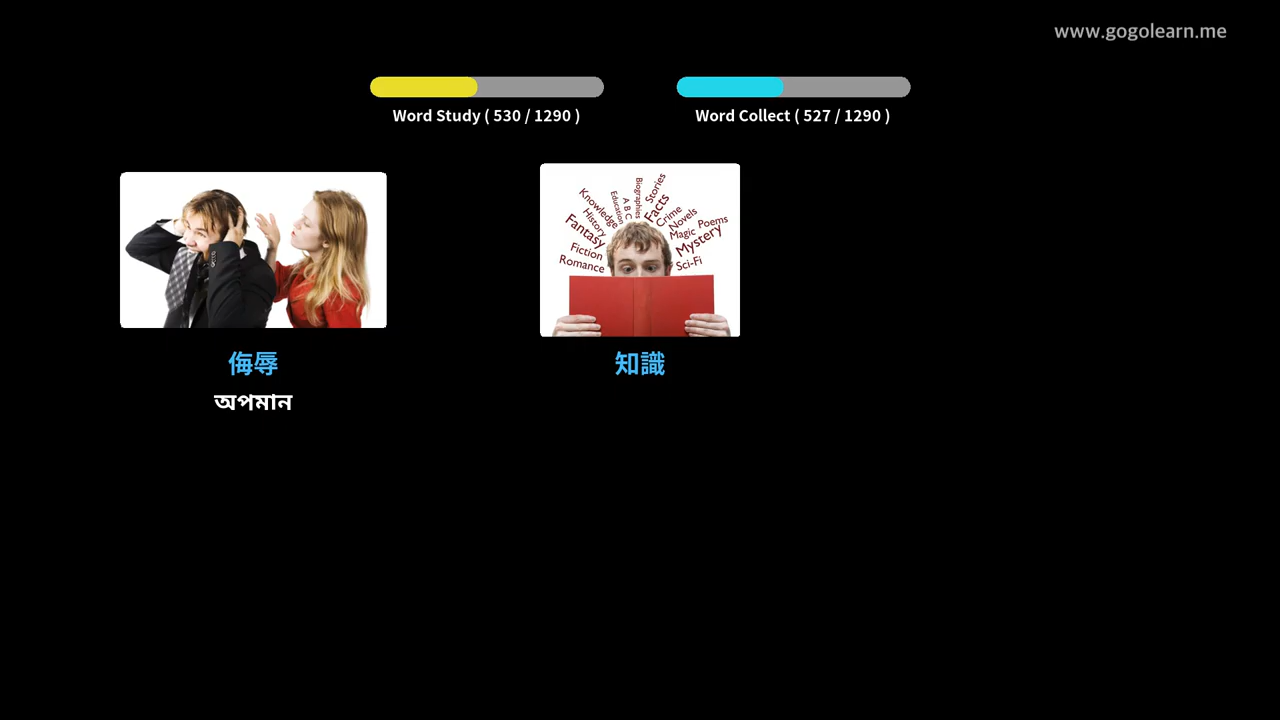 www.gogolearn.me
Word Study ( 530 / 1290 )
Word Collect ( 527 / 1290 )
Knowledge
Education
Biographies
Stories
A B C
Facts
History
Crime
Novels
Fantasy
Magic
Poems
Mystery
Fiction
Romance
Sci-Fi
侮辱
知識
অপমান